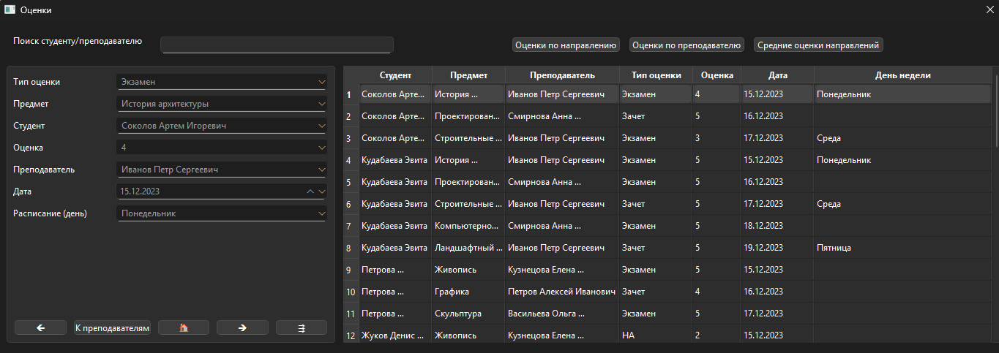 Оценки
Поиск студенту/преподавателю
Оценки по направлению Оценки по преподавателю Средние оценки направлений
Тип оценки Экзамен
Предмет История архитектуры
Студент Соколов Артем Игоревич
Оценка 4
Преподаватель Иванов Петр Сергеевич
Дата 15.12.2023
Расписание (день) Понедельник
К преподавателям
Студент Предмет Преподаватель Тип оценки Оценка Дата День недели
1 Соколов Арте... История ... Иванов Петр Сергеевич Экзамен 4 15.12.2023 Понедельник
2 Соколов Арте... Проектирован... Смирнова Анна ... Зачет 5 16.12.2023
3 Соколов Арте... Строительные ... Иванов Петр Сергеевич Экзамен 3 17.12.2023 Среда
4 Кудабаева Эвита История ... Иванов Петр Сергеевич Экзамен 5 15.12.2023 Понедельник
5 Кудабаева Эвита Проектирован... Смирнова Анна ... Экзамен 5 16.12.2023
6 Кудабаева Эвита Строительные ... Иванов Петр Сергеевич Зачет 5 17.12.2023 Среда
7 Кудабаева Эвита Компьютерно... Смирнова Анна ... Экзамен 5 18.12.2023
8 Кудабаева Эвита Ландшафтный ... Иванов Петр Сергеевич Зачет 5 19.12.2023 Пятница
9 Петрова ... Живопись Кузнецова Елена ... Экзамен 5 15.12.2023
10 Петрова ... Графика Петров Алексей Иванович Зачет 4 16.12.2023
11 Петрова ... Скульптура Васильева Ольга ... Экзамен 5 17.12.2023
12 Жуков Денис ... Живопись Кузнецова Елена ... НА 2 15.12.2023